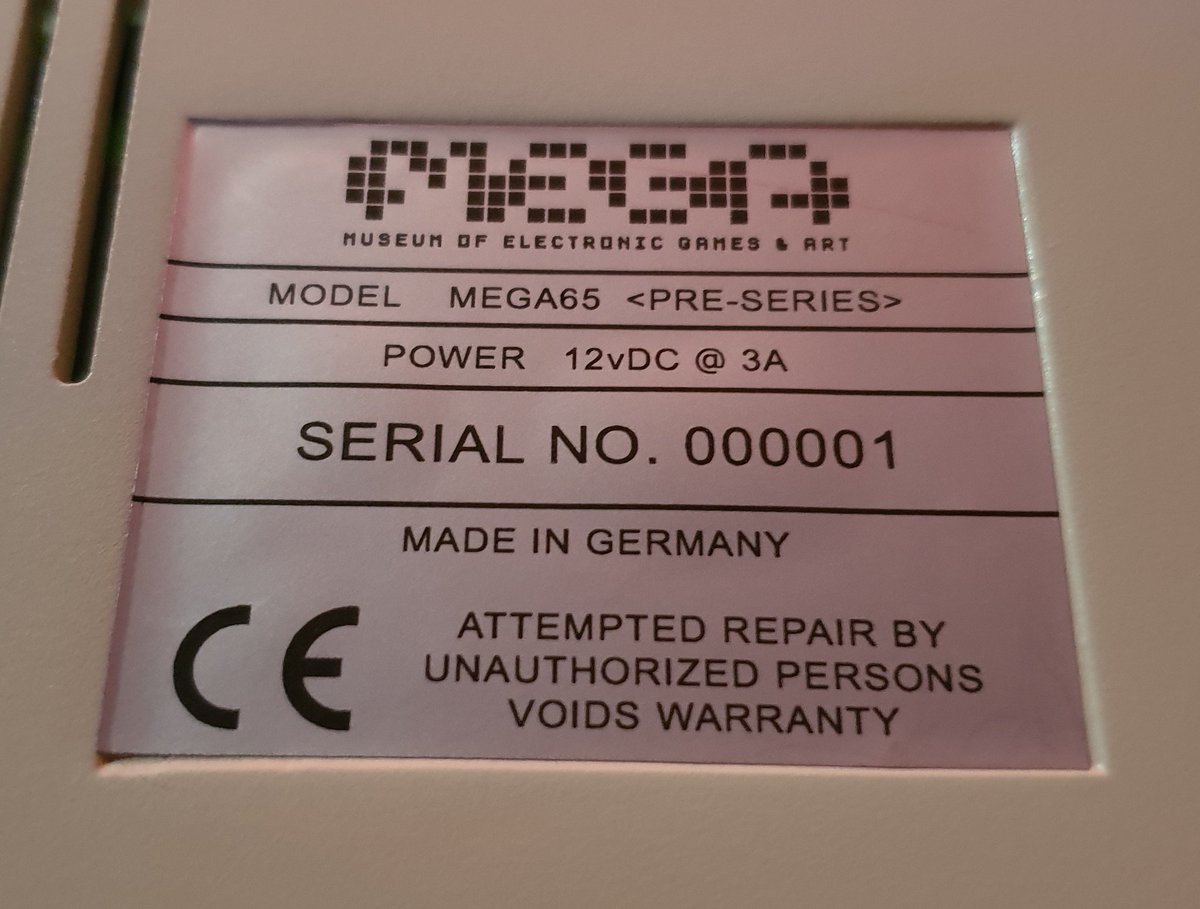 MEGA
MUSEUM OF ELECTRONIC GAMES & ART
MODEL MEGA65 <PRE-SERIES>
POWER 12vDC @ 3A
SERIAL NO. 000001
MADE IN GERMANY
CE
ATTEMPTED REPAIR BY
UNAUTHORIZED PERSONS
VOIDS WARRANTY